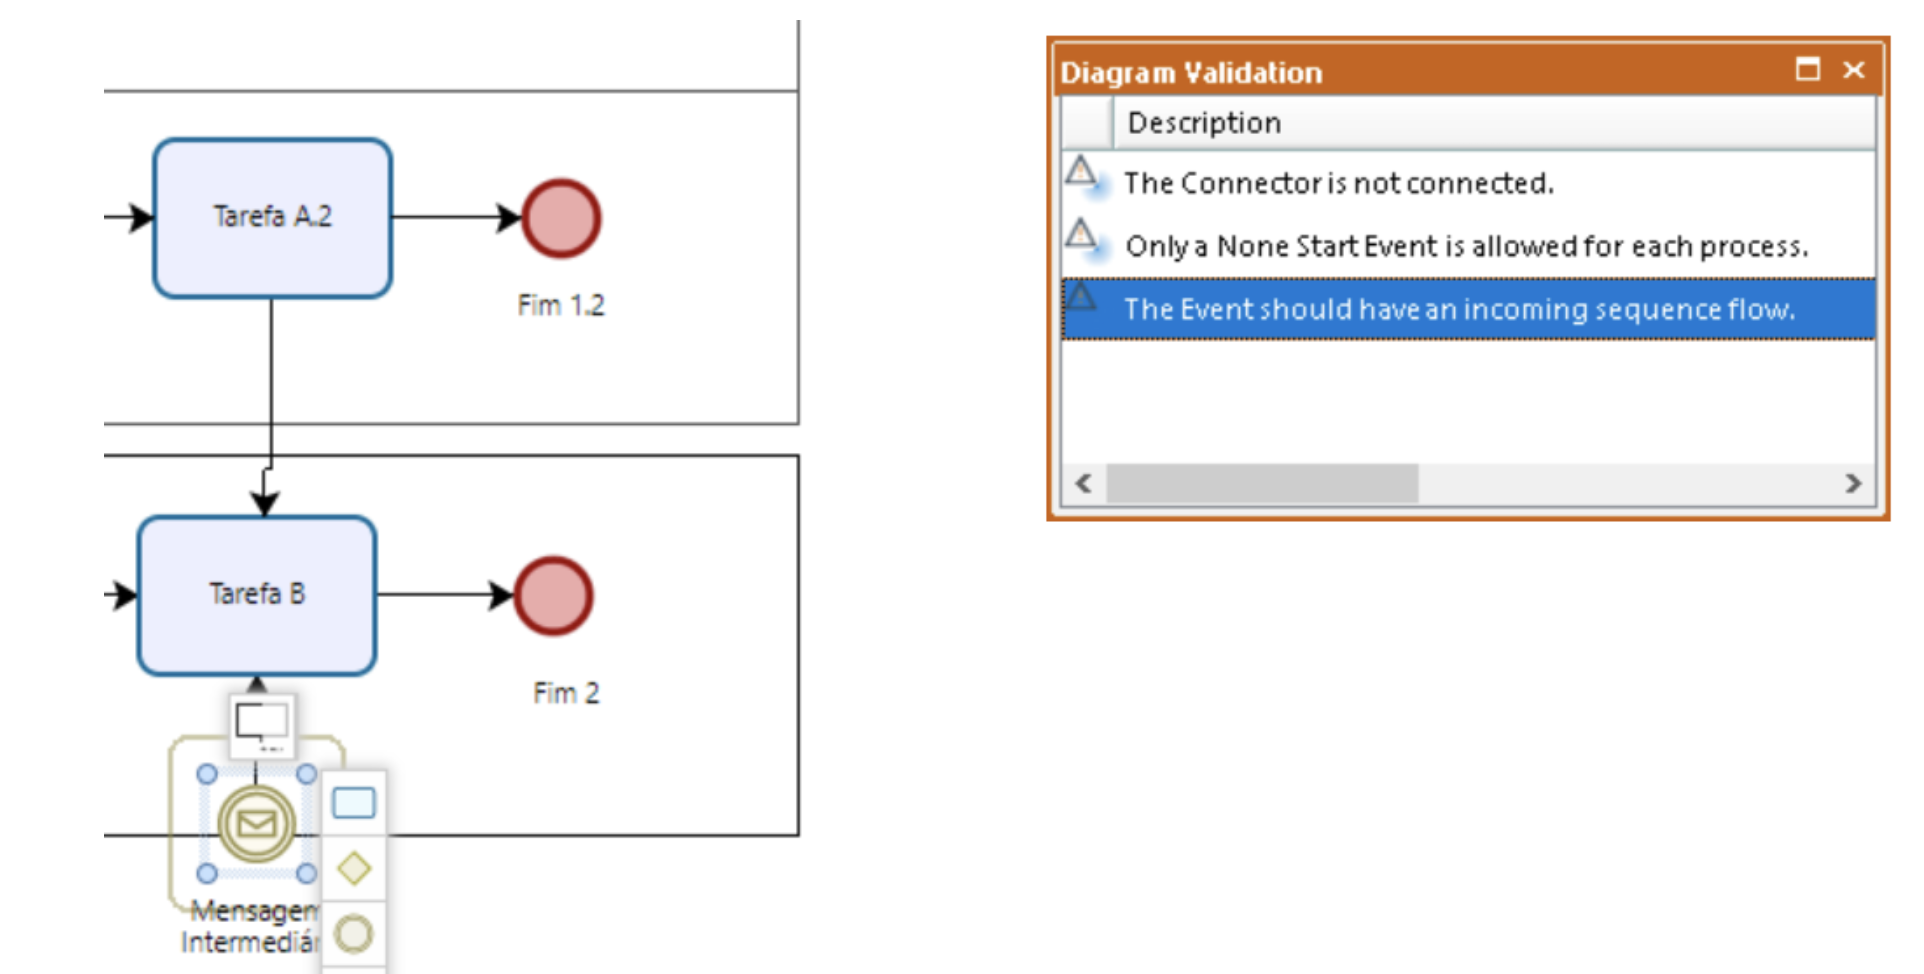 Tarefa A.2
Fim 1.2
Tarefa B
Fim 2
Mensagem
Intermediár
Diagram Validation
Description
The Connector is not connected.
Only a None Start Event is allowed for each process.
The Event should have an incoming sequence flow.